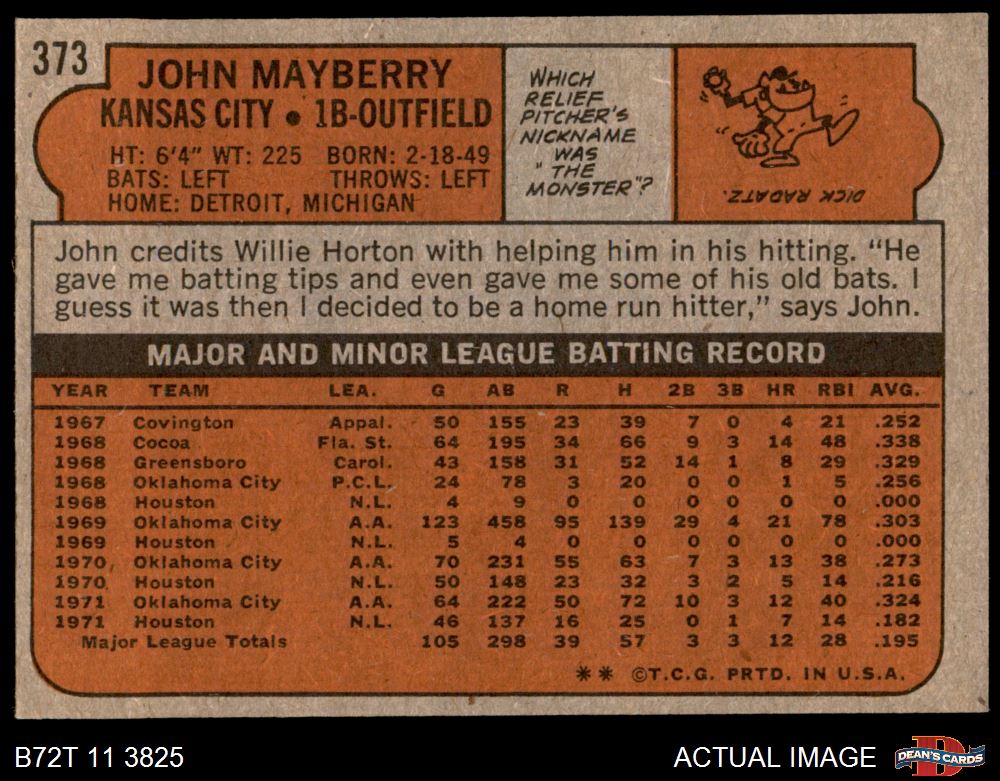 373
JOHN MAYBERRY
KANSAS CITY • 1B-OUTFIELD
HT: 6'4" WT: 225 BORN: 2-18-49
BATS: LEFT THROWS: LEFT
HOME: DETROIT, MICHIGAN
WHICH
RELIEF
PITCHER'S
NICKNAME
WAS
"THE
MONSTER"?
DICK RADATZ.
John credits Willie Horton with helping him in his hitting. "He
gave me batting tips and even gave me some of his old bats. I
guess it was then I decided to be a home run hitter," says John.
MAJOR AND MINOR LEAGUE BATTING RECORD
YEAR TEAM LEA. G AB R H 2B 3B HR RBI AVG.
1967 Covington Appal. 50 155 23 39 7 0 4 21 .252
1968 Cocoa Fla. St. 64 195 34 66 9 3 14 48 .338
1968 Greensboro Carol. 43 158 31 52 14 1 8 29 .329
1968 Oklahoma City P.C.L. 24 78 3 20 0 0 1 5 .256
1968 Houston N.L. 4 9 0 0 0 0 0 0 .000
1969 Oklahoma City A.A. 123 458 95 139 29 4 21 78 .303
1969 Houston N.L. 5 4 0 0 0 0 0 0 .000
1970 Oklahoma City A.A. 70 231 55 63 7 3 13 38 .273
1970 Houston N.L. 50 148 23 32 3 2 5 14 .216
1971 Oklahoma City A.A. 64 222 50 72 10 3 12 40 .324
1971 Houston N.L. 46 137 16 25 0 1 7 14 .182
Major League Totals 105 298 39 57 3 3 12 28 .195
** ©T.C.G. PRTD. IN U.S.A.
B72T 11 3825
ACTUAL IMAGE
D
DEAN'S CARDS